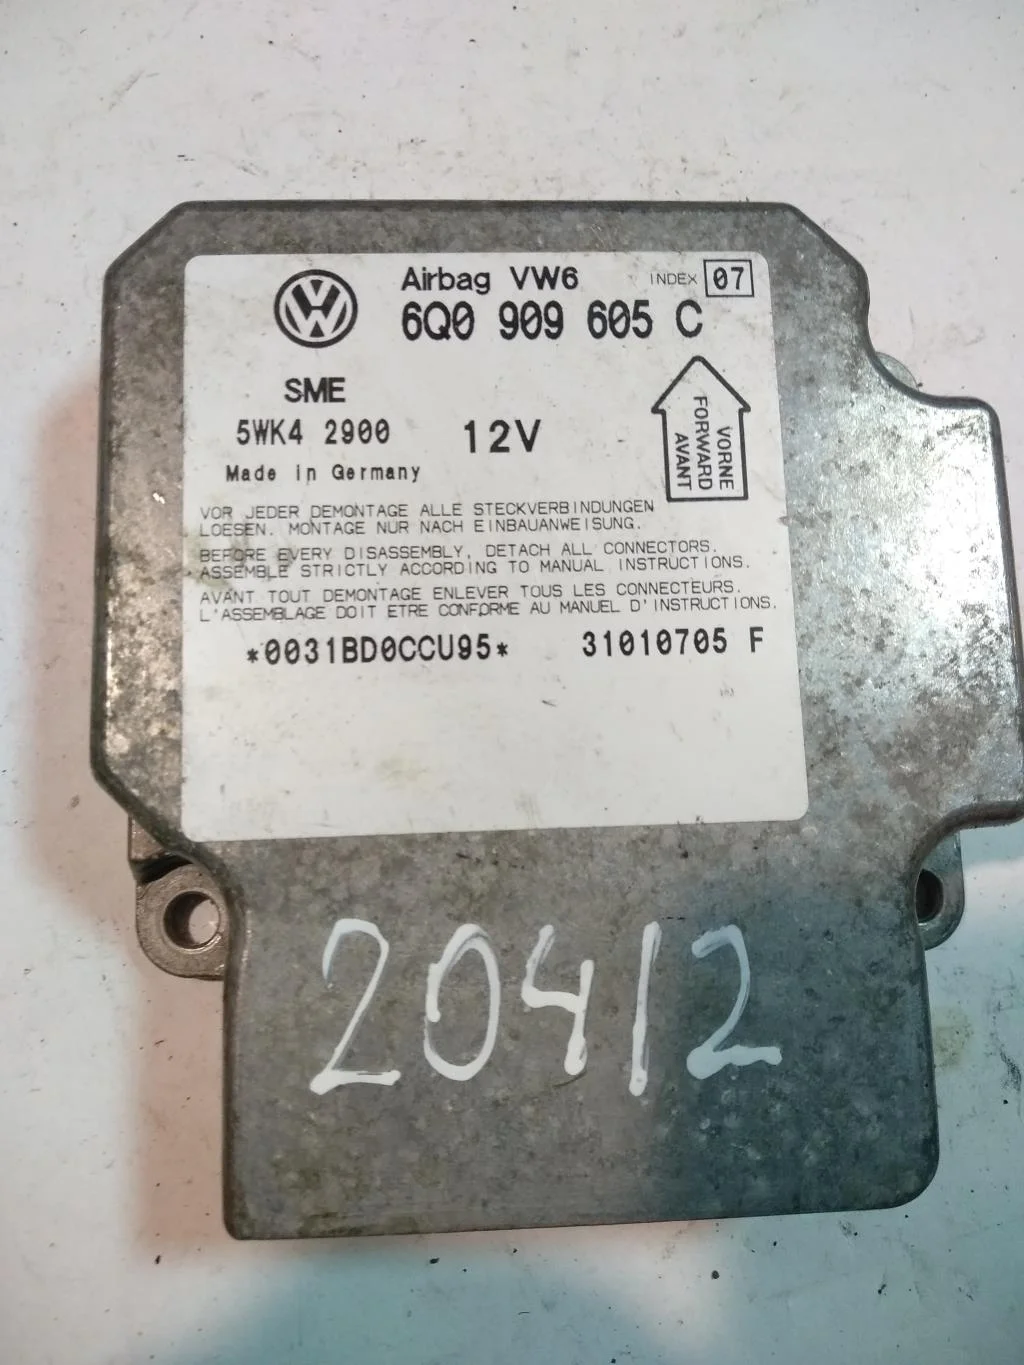 Airbag VW6 INDEX 07
6Q0 909 605 C
SME
5WK4 2900 12V
Made in Germany
VORNE
FORWARD
AVANT
VOR JEDER DEMONTAGE ALLE STECKVERBINDUNGEN
LOESEN. MONTAGE NUR NACH EINBAUANWEISUNG.
BEFORE EVERY DISASSEMBLY, DETACH ALL CONNECTORS.
ASSEMBLE STRICTLY ACCORDING TO MANUAL INSTRUCTIONS.
AVANT TOUT DEMONTAGE ENLEVER TOUS LES CONNECTEURS.
L'ASSEMBLAGE DOIT ETRE CONFORME AU MANUEL D'INSTRUCTIONS.
*0031BD0CCU95* 31010705 F
20412